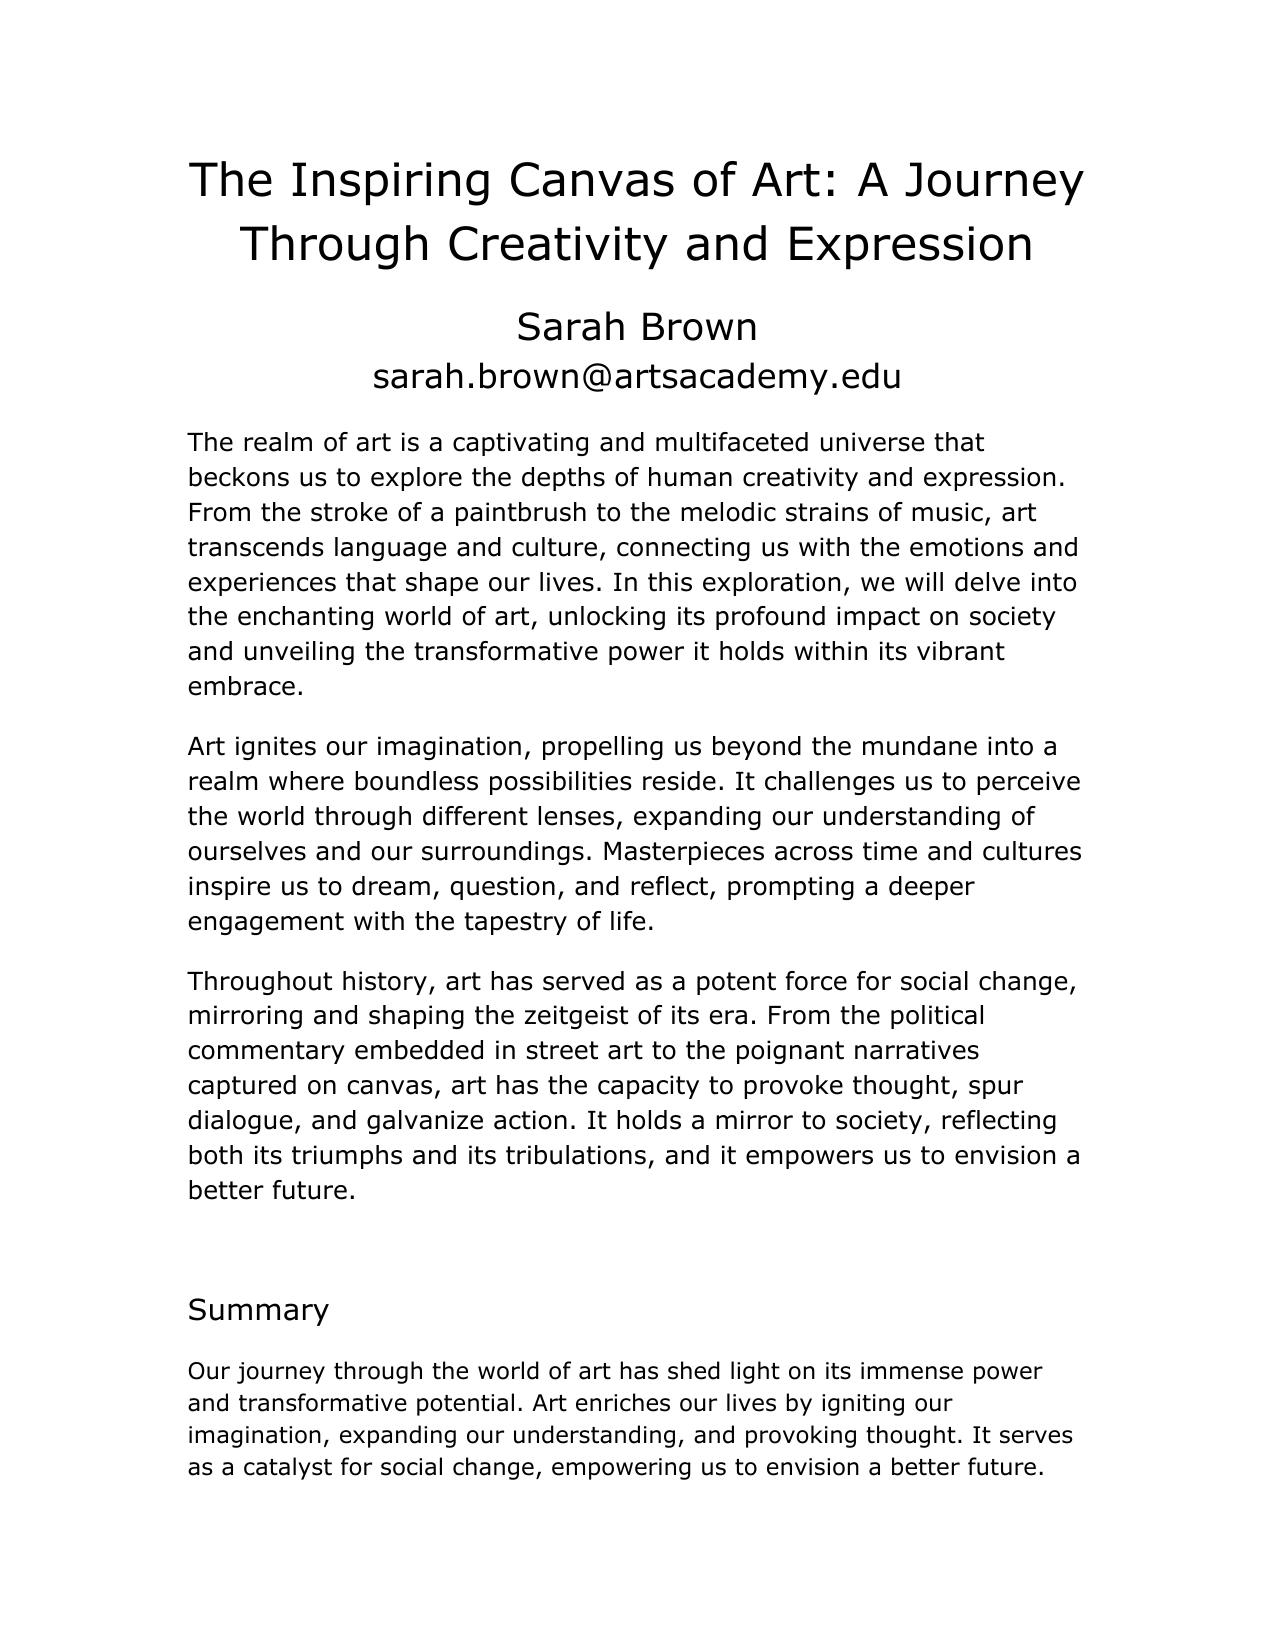 The Inspiring Canvas of Art: A Journey
Through Creativity and Expression
Sarah Brown
sarah.brown@artsacademy.edu
The realm of art is a captivating and multifaceted universe that
beckons us to explore the depths of human creativity and expression.
From the stroke of a paintbrush to the melodic strains of music, art
transcends language and culture, connecting us with the emotions and
experiences that shape our lives. In this exploration, we will delve into
the enchanting world of art, unlocking its profound impact on society
and unveiling the transformative power it holds within its vibrant
embrace.
Art ignites our imagination, propelling us beyond the mundane into a
realm where boundless possibilities reside. It challenges us to perceive
the world through different lenses, expanding our understanding of
ourselves and our surroundings. Masterpieces across time and cultures
inspire us to dream, question, and reflect, prompting a deeper
engagement with the tapestry of life.
Throughout history, art has served as a potent force for social change,
mirroring and shaping the zeitgeist of its era. From the political
commentary embedded in street art to the poignant narratives
captured on canvas, art has the capacity to provoke thought, spur
dialogue, and galvanize action. It holds a mirror to society, reflecting
both its triumphs and its tribulations, and it empowers us to envision a
better future.
Summary
Our journey through the world of art has shed light on its immense power
and transformative potential. Art enriches our lives by igniting our
imagination, expanding our understanding, and provoking thought. It serves
as a catalyst for social change, empowering us to envision a better future.